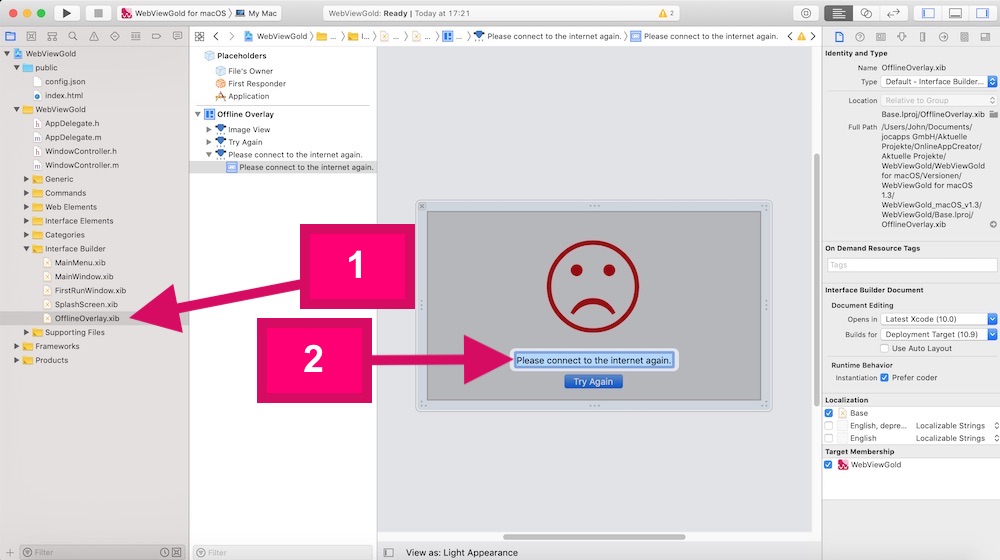 WebViewGold for macOS 〉 My Mac
WebViewGold: Ready | Today at 17:21
2
WebViewGold
public
config.json
index.html
WebViewGold
AppDelegate.h
AppDelegate.m
WindowController.h
WindowController.m
Generic
Commands
Web Elements
Interface Elements
Categories
Interface Builder
MainMenu.xib
MainWindow.xib
FirstRunWindow.xib
SplashScreen.xib
OfflineOverlay.xib
Supporting Files
Frameworks
Products
Filter
WebViewGold 〉 ... 〉 I... 〉 ... 〉 ... 〉 ... 〉 Please connect to the internet again. 〉 Please connect to the internet again.
Placeholders
File's Owner
First Responder
Application
Offline Overlay
Image View
Try Again
Please connect to the internet again.
Please connect to the internet again.
Filter
1
2
Please connect to the internet again.
Try Again
View as: Light Appearance
Identity and Type
Name OfflineOverlay.xib
Type Default - Interface Builder...
Location Relative to Group
Base.lproj/OfflineOverlay.xib
Full Path /Users/John/Documents/
jocapps GmbH/Aktuelle
Projekte/OnlineAppCreator/
Aktuelle Projekte/
WebViewGold/WebViewGold
for macOS/Versionen/
WebViewGold for macOS
1.3/
WebViewGold_macOS_v1.3/
WebViewGold/Base.lproj/
OfflineOverlay.xib
On Demand Resource Tags
Tags
Interface Builder Document
Document Editing
Opens in Latest Xcode (10.0)
Builds for Deployment Target (10.9)
Use Auto Layout
Runtime Behavior
Instantiation Prefer coder
Localization
Base
English, depre... Localizable Strings
English Localizable Strings
Target Membership
WebViewGold